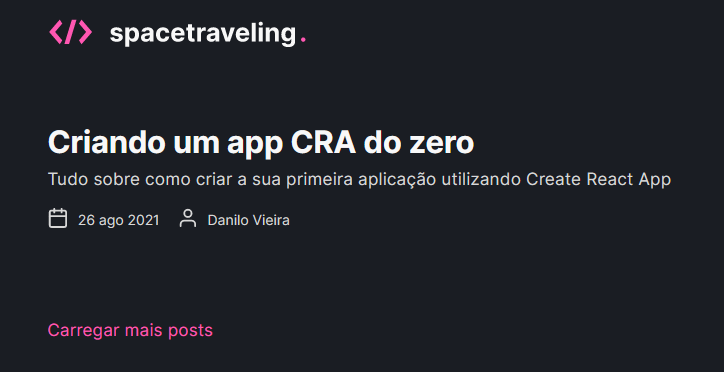 </> spacetraveling.
Criando um app CRA do zero
Tudo sobre como criar a sua primeira aplicação utilizando Create React App
26 ago 2021 Danilo Vieira
Carregar mais posts